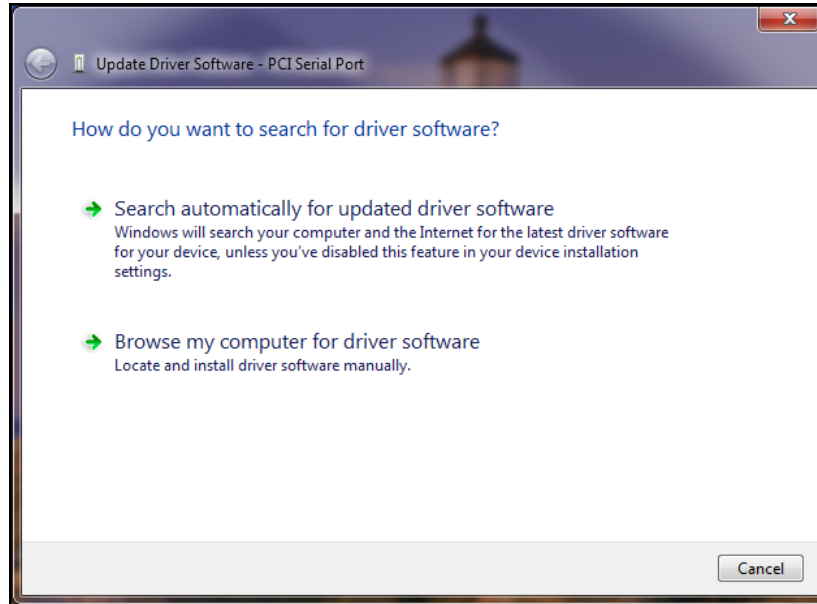 Update Driver Software - PCI Serial Port
How do you want to search for driver software?
Search automatically for updated driver software
Windows will search your computer and the Internet for the latest driver software
for your device, unless you've disabled this feature in your device installation
settings.
Browse my computer for driver software
Locate and install driver software manually.
Cancel